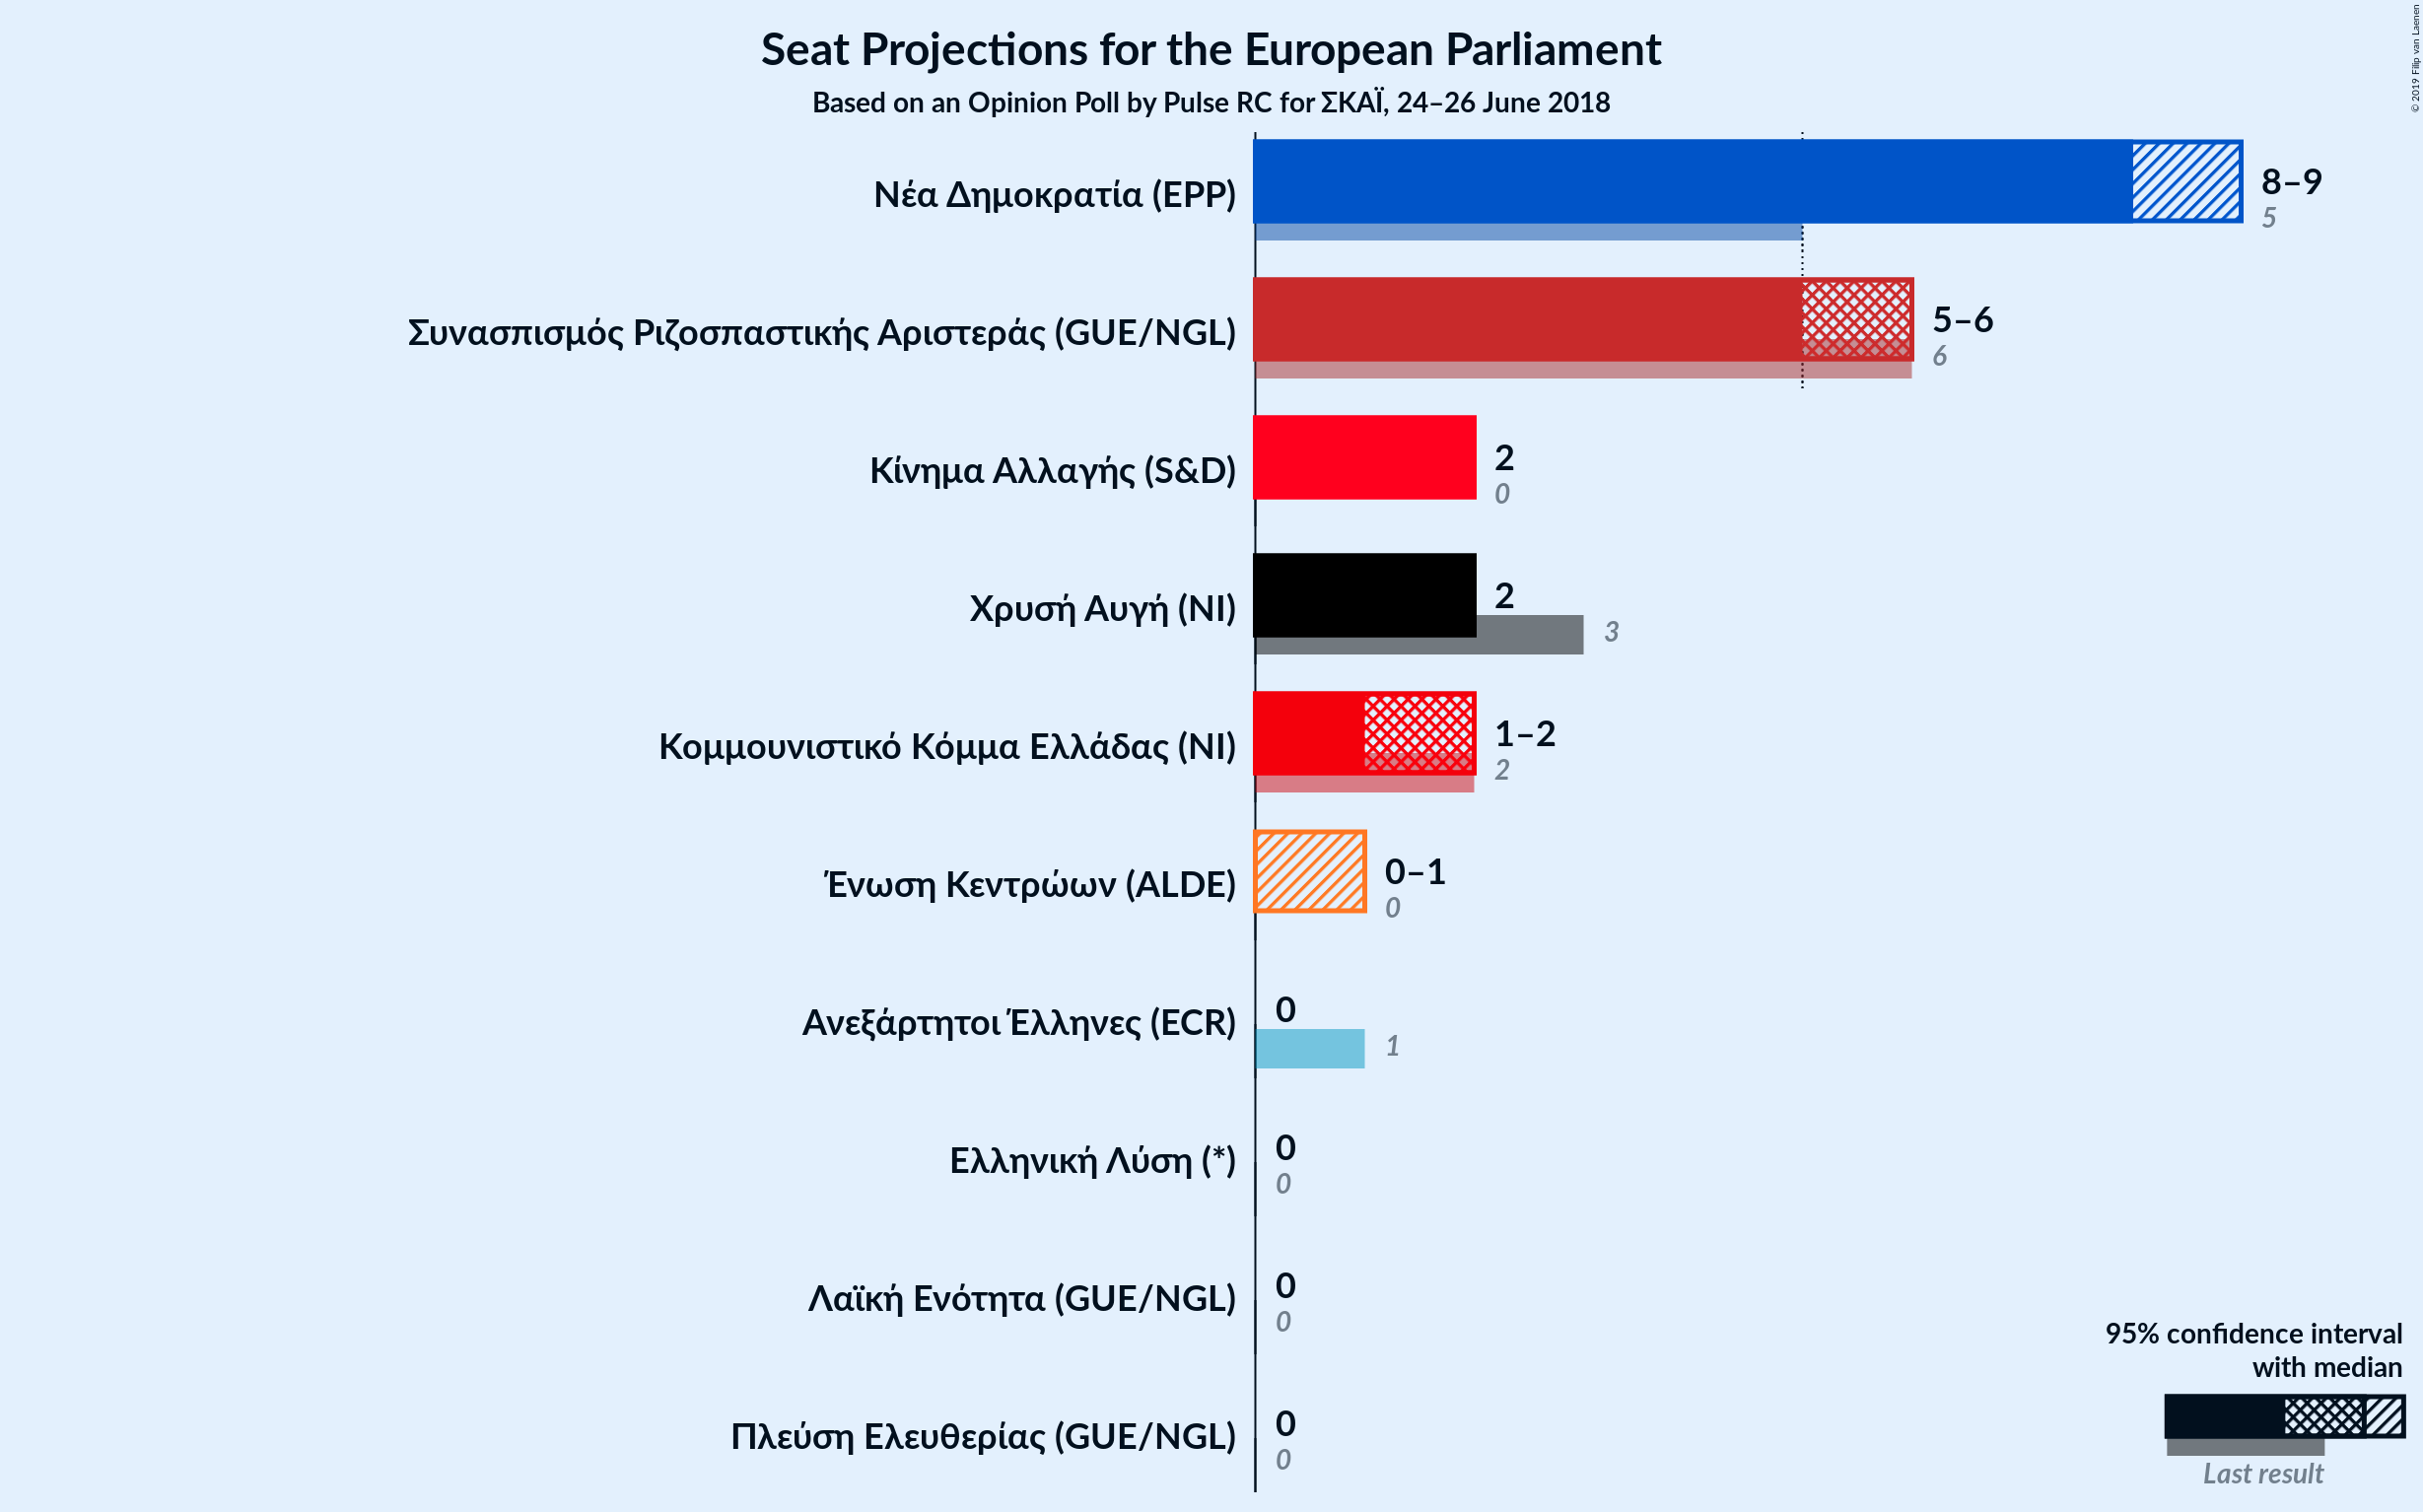 Seat Projections for the European Parliament
Based on an Opinion Poll by Pulse RC for ΣΚΑΪ, 24–26 June 2018
© 2019 Filip van Laenen
Νέα Δημοκρατία (EPP)
8–9
5
Συνασπισμός Ριζοσπαστικής Αριστεράς (GUE/NGL)
5–6
6
Κίνημα Αλλαγής (S&D)
2
0
Χρυσή Αυγή (NI)
2
3
Κομμουνιστικό Κόμμα Ελλάδας (NI)
1–2
2
Ένωση Κεντρώων (ALDE)
0–1
0
Ανεξάρτητοι Έλληνες (ECR)
0
1
Ελληνική Λύση (*)
0
0
Λαϊκή Ενότητα (GUE/NGL)
0
0
Πλεύση Ελευθερίας (GUE/NGL)
0
0
95% confidence interval
with median
Last result